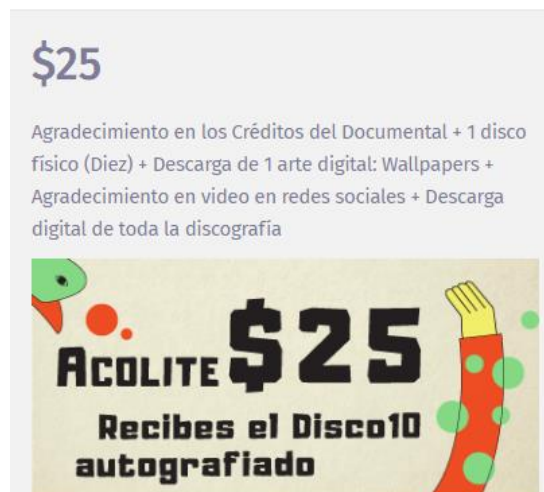 $25
Agradecimiento en los Créditos del Documental + 1 disco
físico (Diez) + Descarga de 1 arte digital: Wallpapers +
Agradecimiento en video en redes sociales + Descarga
digital de toda la discografía
ACOLITE $25
Recibes el Disco10
autografiado